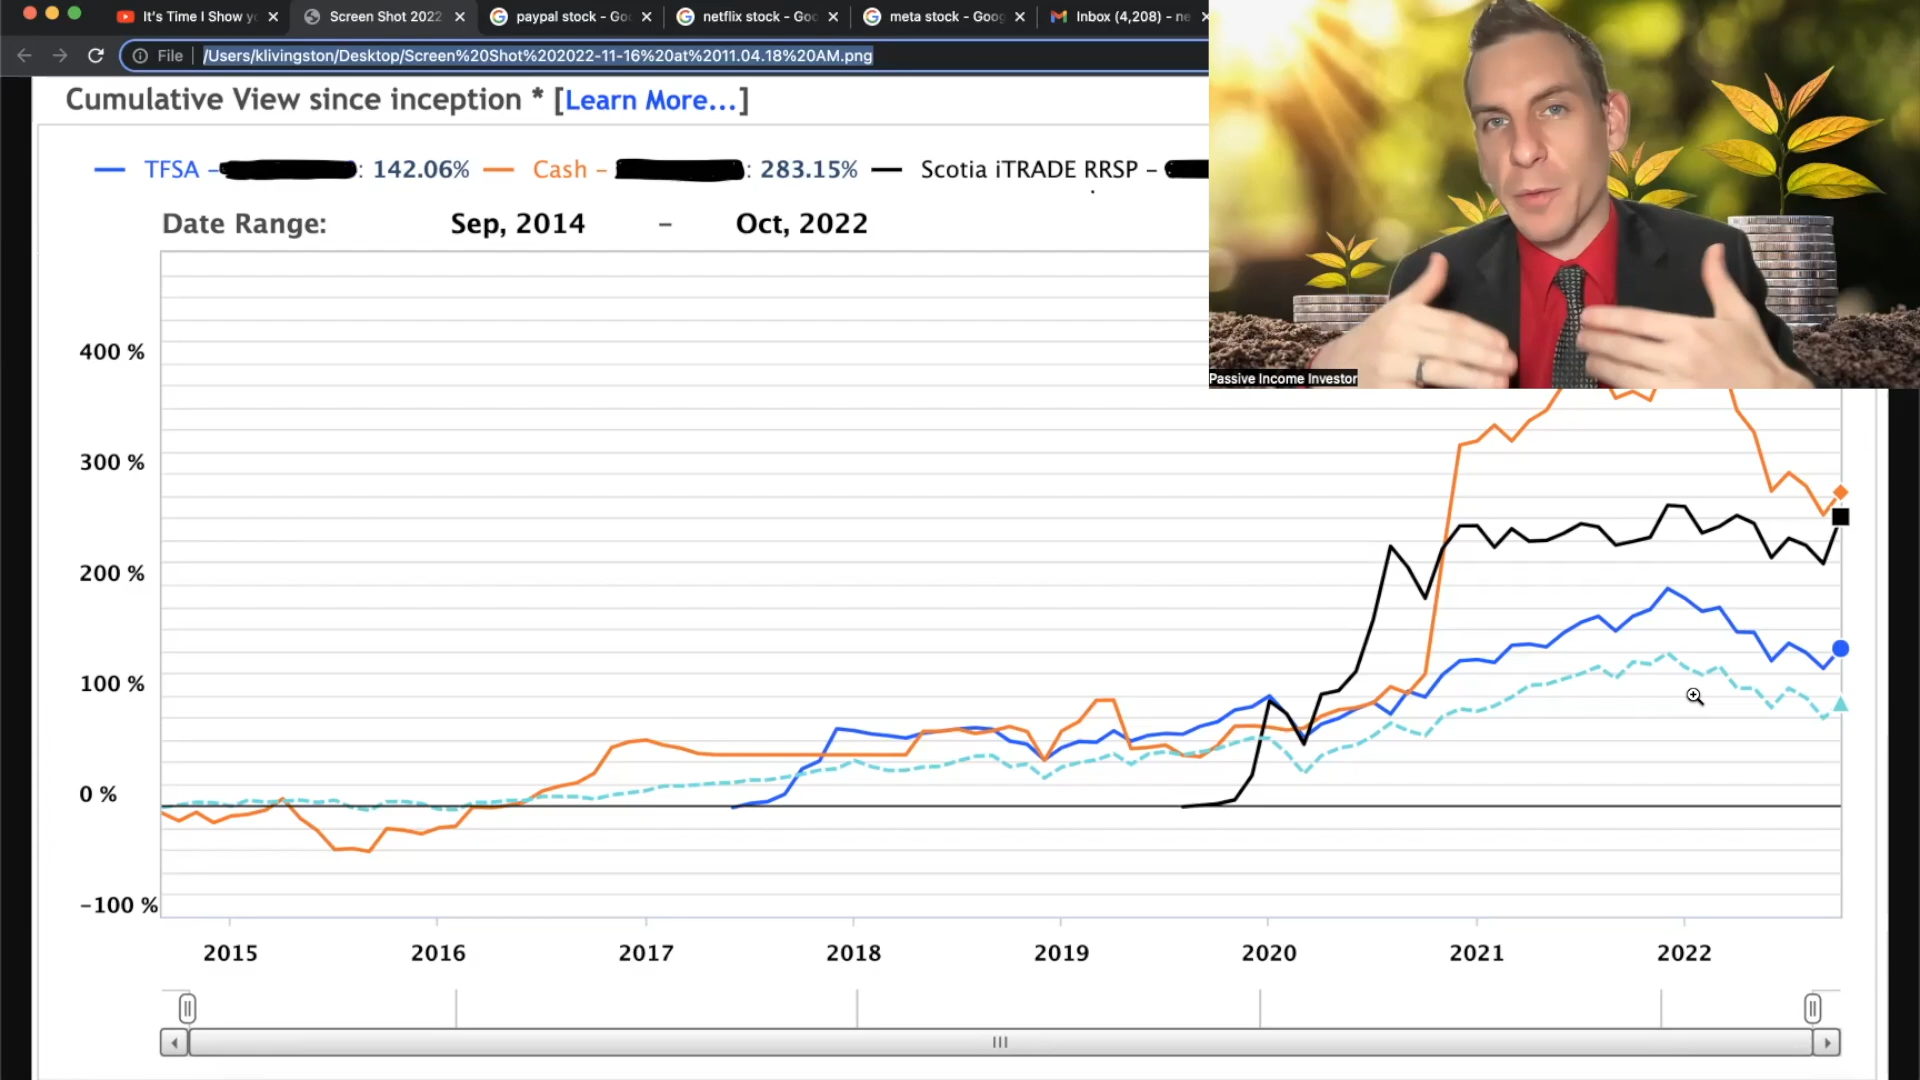 It's Time I Show
Screen Shot 2022
paypal stock - Go
netflix stock - Goo
meta stock - Goog
Inbox (4,208) - ne
File
/Users/klivingston/Desktop/Screen%20Shot%202022-11-16%20at%2011.04.18%20AM.png
Cumulative View since inception * [Learn More...]
TFSA - : 142.06%
Cash - : 283.15%
Scotia iTRADE RRSP -
Date Range: Sep, 2014 - Oct, 2022
Passive Income Investor
400 %
300 %
200 %
100 %
0 %
-100 %
2015 2016 2017 2018 2019 2020 2021 2022